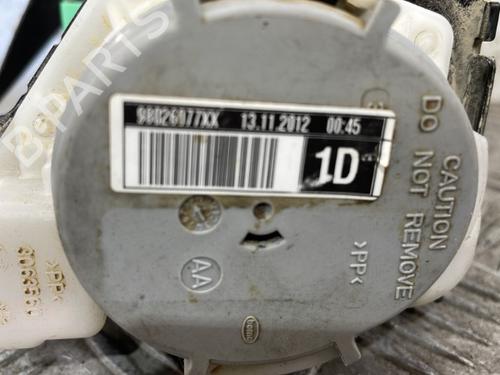 98026077XX 13.11.2012 00:45
1D
CAUTION
DO NOT REMOVE
>PP<
AA
>PP<
B-PARTS